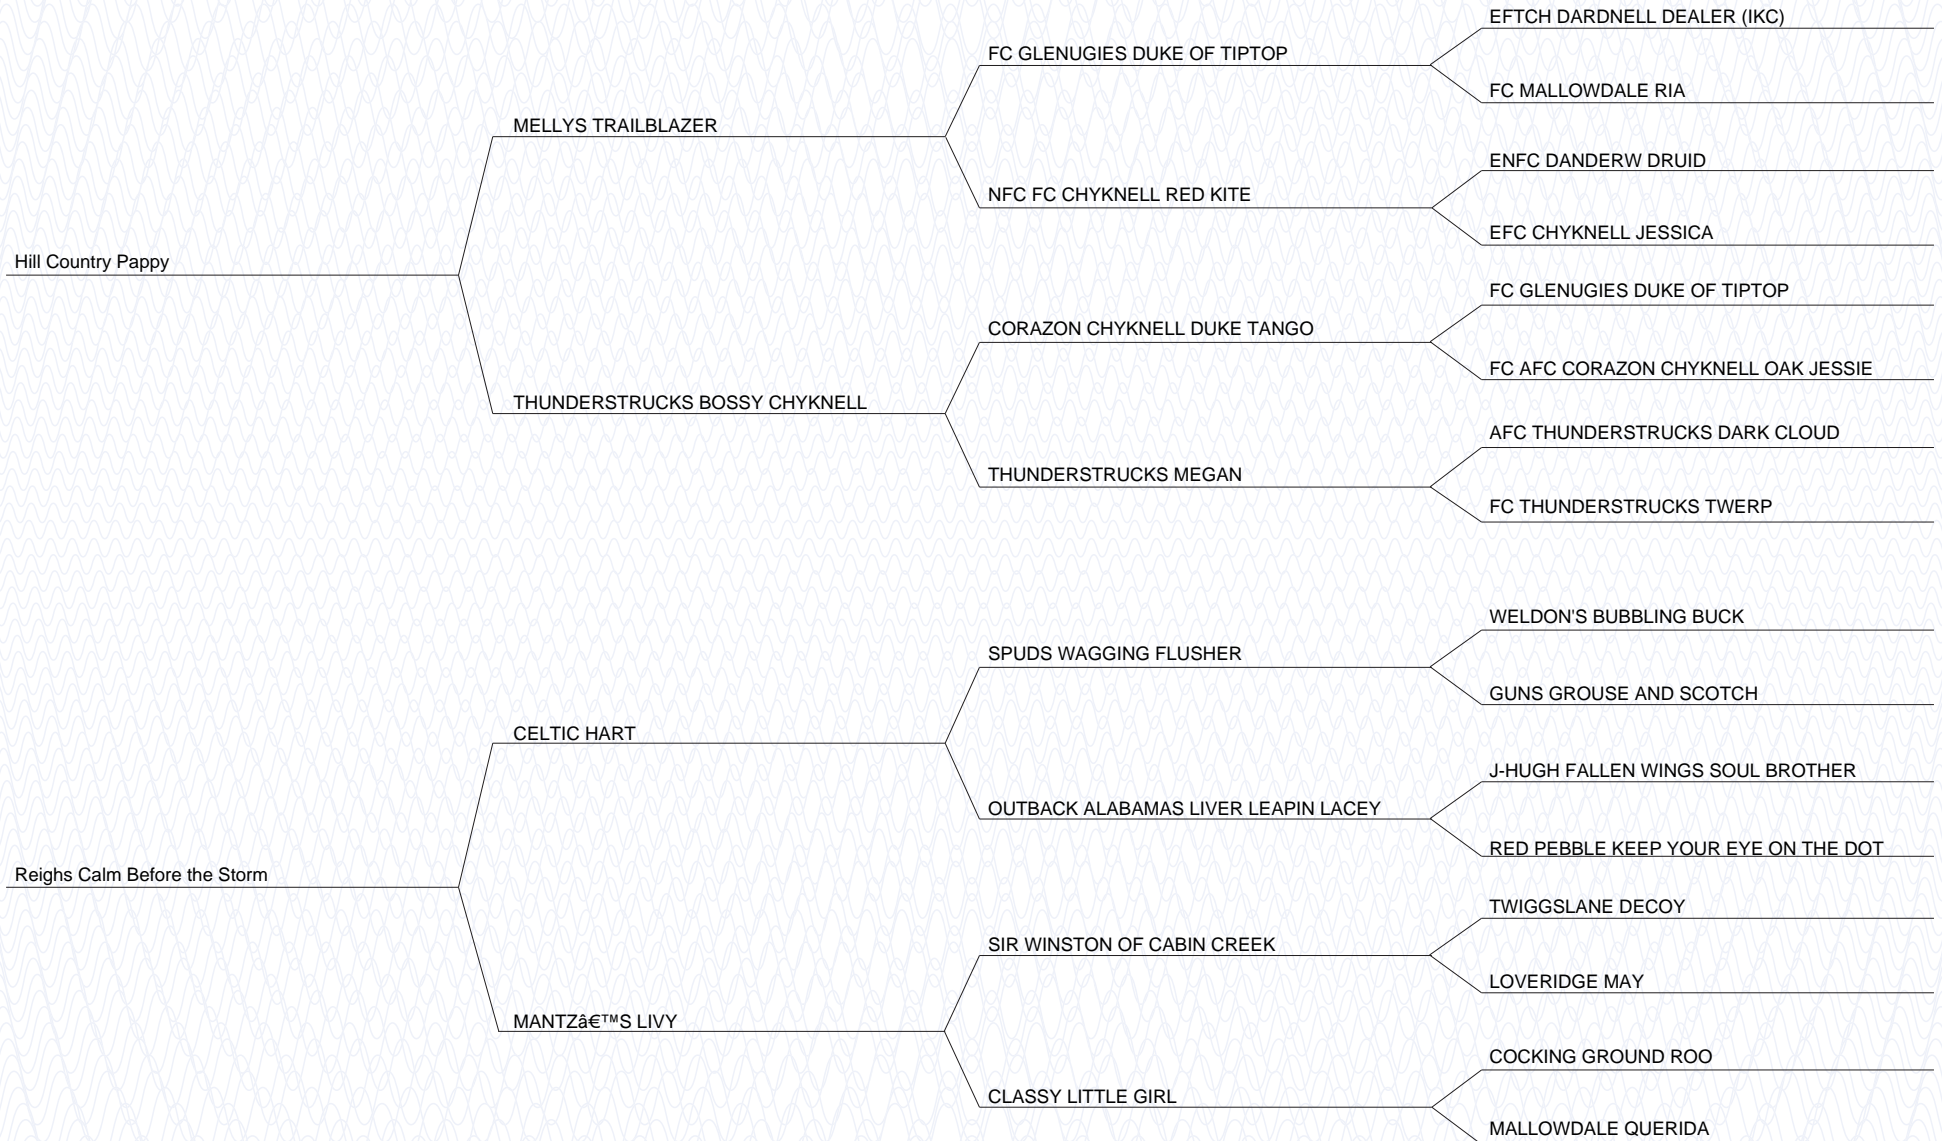 EFTCH DARDNELL DEALER (IKC)
FC GLENUGIES DUKE OF TIPTOP
FC MALLOWDALE RIA
MELLYS TRAILBLAZER
ENFC DANDERW DRUID
NFC FC CHYKNELL RED KITE
EFC CHYKNELL JESSICA
Hill Country Pappy
FC GLENUGIES DUKE OF TIPTOP
CORAZON CHYKNELL DUKE TANGO
FC AFC CORAZON CHYKNELL OAK JESSIE
THUNDERSTRUCKS BOSSY CHYKNELL
AFC THUNDERSTRUCKS DARK CLOUD
THUNDERSTRUCKS MEGAN
FC THUNDERSTRUCKS TWERP
WELDON'S BUBBLING BUCK
SPUDS WAGGING FLUSHER
GUNS GROUSE AND SCOTCH
CELTIC HART
J-HUGH FALLEN WINGS SOUL BROTHER
OUTBACK ALABAMAS LIVER LEAPIN LACEY
RED PEBBLE KEEP YOUR EYE ON THE DOT
Reighs Calm Before the Storm
TWIGGSLANE DECOY
SIR WINSTON OF CABIN CREEK
LOVERIDGE MAY
MANTZâ€™S LIVY
COCKING GROUND ROO
CLASSY LITTLE GIRL
MALLOWDALE QUERIDA